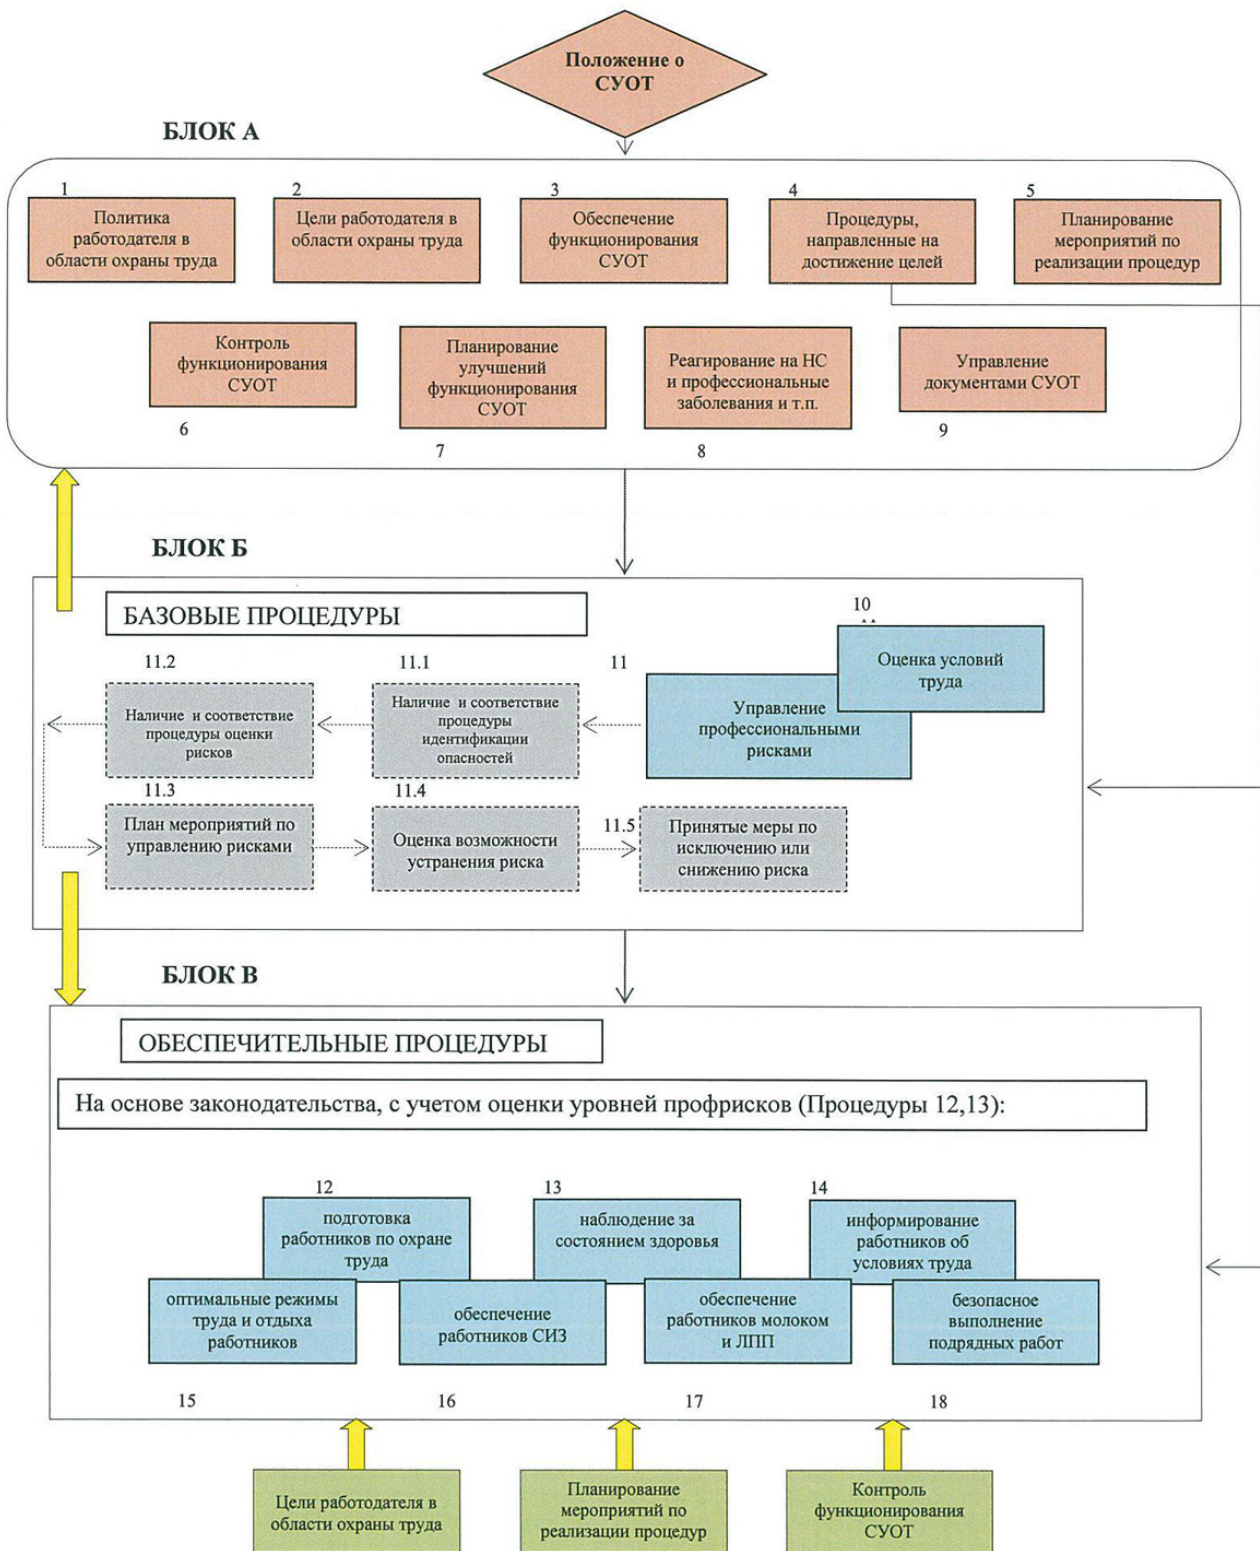 Положение о
СУОТ
БЛОК А
1
Политика
работодателя в
области охраны труда
2
Цели работодателя в
области охраны труда
3
Обеспечение
функционирования
СУОТ
4
Процедуры,
направленные на
достижение целей
5
Планирование
мероприятий по
реализации процедур
Контроль
функционирования
СУОТ
6
Планирование
улучшений
функционирования
СУОТ
7
Реагирование на НС
и профессиональные
заболевания и т.п.
8
Управление
документами СУОТ
9
БЛОК Б
БАЗОВЫЕ ПРОЦЕДУРЫ
10
Оценка условий
труда
11
Управление
профессиональными
рисками
11.1
Наличие и соответствие
процедуры
идентификации
опасностей
11.2
Наличие и соответствие
процедуры оценки
рисков
11.3
План мероприятий по
управлению рисками
11.4
Оценка возможности
устранения риска
11.5
Принятые меры по
исключению или
снижению риска
БЛОК В
ОБЕСПЕЧИТЕЛЬНЫЕ ПРОЦЕДУРЫ
На основе законодательства, с учетом оценки уровней профрисков (Процедуры 12,13):
12
подготовка
работников по охране
труда
13
наблюдение за
состоянием здоровья
14
информирование
работников об
условиях труда
оптимальные режимы
труда и отдыха
работников
15
обеспечение
работников СИЗ
16
обеспечение
работников молоком
и ЛПП
17
безопасное
выполнение
подрядных работ
18
Цели работодателя в
области охраны труда
Планирование
мероприятий по
реализации процедур
Контроль
функционирования
СУОТ